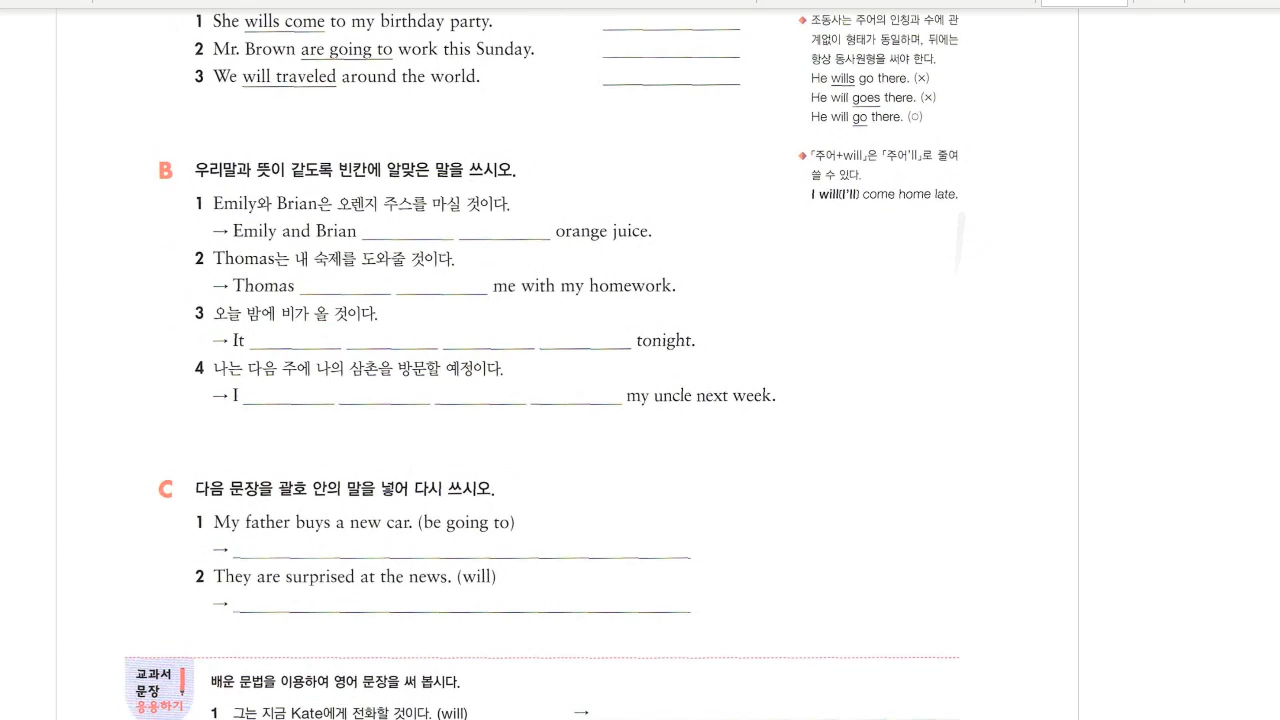 1 She wills come to my birthday party.
2 Mr. Brown are going to work this Sunday.
3 We will traveled around the world.
◆ 조동사는 주어의 인칭과 수에 관
계없이 형태가 동일하며, 뒤에는
항상 동사원형을 써야 한다.
He wills go there. (×)
He will goes there. (×)
He will go there. (○)
◆ 「주어+will」은 「주어'll」로 줄여
쓸 수 있다.
I will(I'll) come home late.
B 우리말과 뜻이 같도록 빈칸에 알맞은 말을 쓰시오.
1 Emily와 Brian은 오렌지 주스를 마실 것이다.
→ Emily and Brian ________ ________ orange juice.
2 Thomas는 내 숙제를 도와줄 것이다.
→ Thomas ________ ________ me with my homework.
3 오늘 밤에 비가 올 것이다.
→ It ________ ________ ________ ________ tonight.
4 나는 다음 주에 나의 삼촌을 방문할 예정이다.
→ I ________ ________ ________ ________ my uncle next week.
C 다음 문장을 괄호 안의 말을 넣어 다시 쓰시오.
1 My father buys a new car. (be going to)
→ ________
2 They are surprised at the news. (will)
→ ________
교과서
문장
응용하기
배운 문법을 이용하여 영어 문장을 써 봅시다.
1 그는 지금 Kate에게 전화할 것이다. (will) →